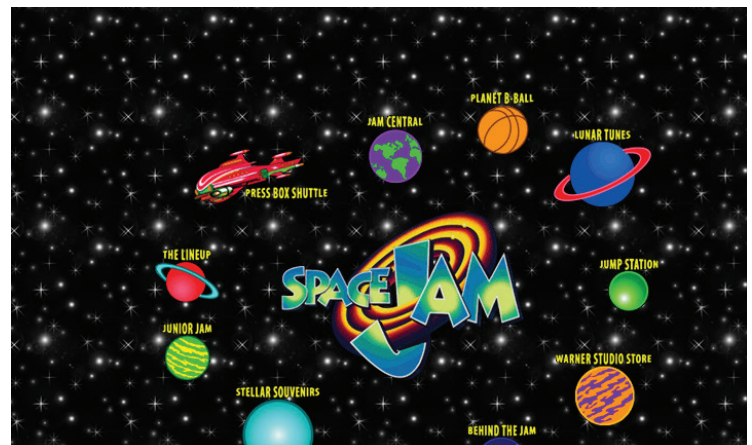 PLANET B-BALL
JAM CENTRAL
LUNAR TUNES
PRESS BOX SHUTTLE
THE LINEUP
JUMP STATION
SPACE JAM
JUNIOR JAM
WARNER STUDIO STORE
STELLAR SOUVENIRS
BEHIND THE JAM